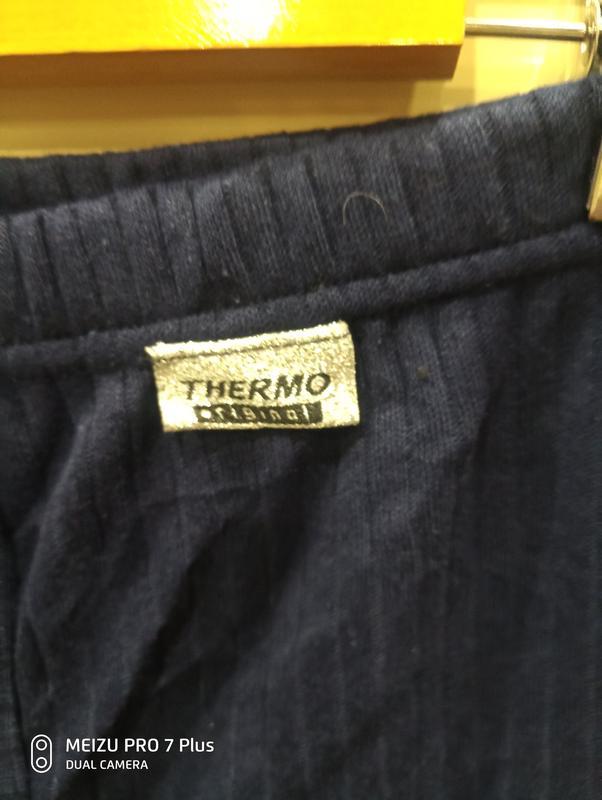 THERMO
original
MEIZU PRO 7 Plus
DUAL CAMERA